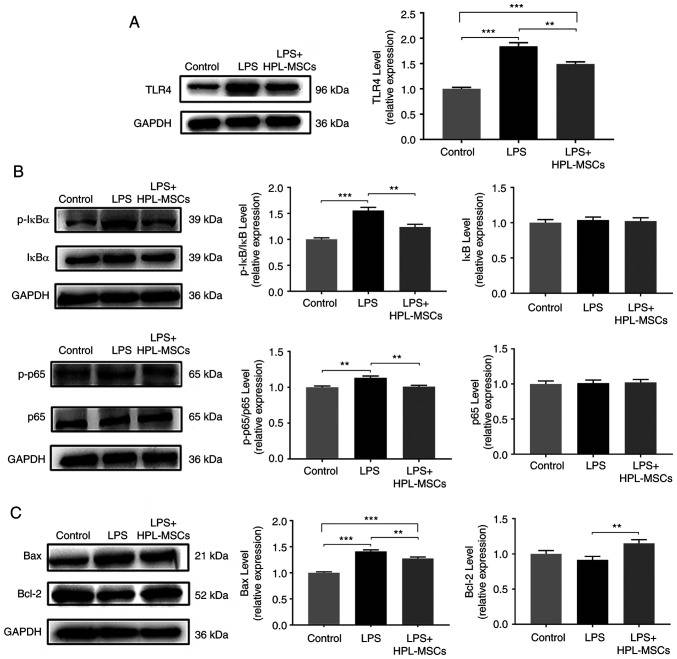 A
Control LPS LPS+
HPL-MSCs
TLR4 96 kDa
GAPDH 36 kDa
TLR4 Level
(relative expression)
2.0
1.5
1.0
0.5
0.0
***
*** **
Control LPS LPS+
HPL-MSCs
B
Control LPS LPS+
HPL-MSCs
p-IκBα 39 kDa
IκBα 39 kDa
GAPDH 36 kDa
p-IκB/IκB Level
(relative expression)
2.0
1.5
1.0
0.5
0.0
*** **
Control LPS LPS+
HPL-MSCs
IκB Level
(relative expression)
1.5
1.0
0.5
0.0
Control LPS LPS+
HPL-MSCs
Control LPS LPS+
HPL-MSCs
p-p65 65 kDa
p65 65 kDa
GAPDH 36 kDa
p-p65/p65 Level
(relative expression)
1.5
1.0
0.5
0.0
** **
Control LPS LPS+
HPL-MSCs
p65 Level
(relative expression)
1.5
1.0
0.5
0.0
Control LPS LPS+
HPL-MSCs
C
Control LPS LPS+
HPL-MSCs
Bax 21 kDa
Bcl-2 52 kDa
GAPDH 36 kDa
Bax Level
(relative expression)
2.0
1.5
1.0
0.5
0.0
***
*** **
Control LPS LPS+
HPL-MSCs
Bcl-2 Level
(relative expression)
1.5
1.0
0.5
0.0
**
Control LPS LPS+
HPL-MSCs